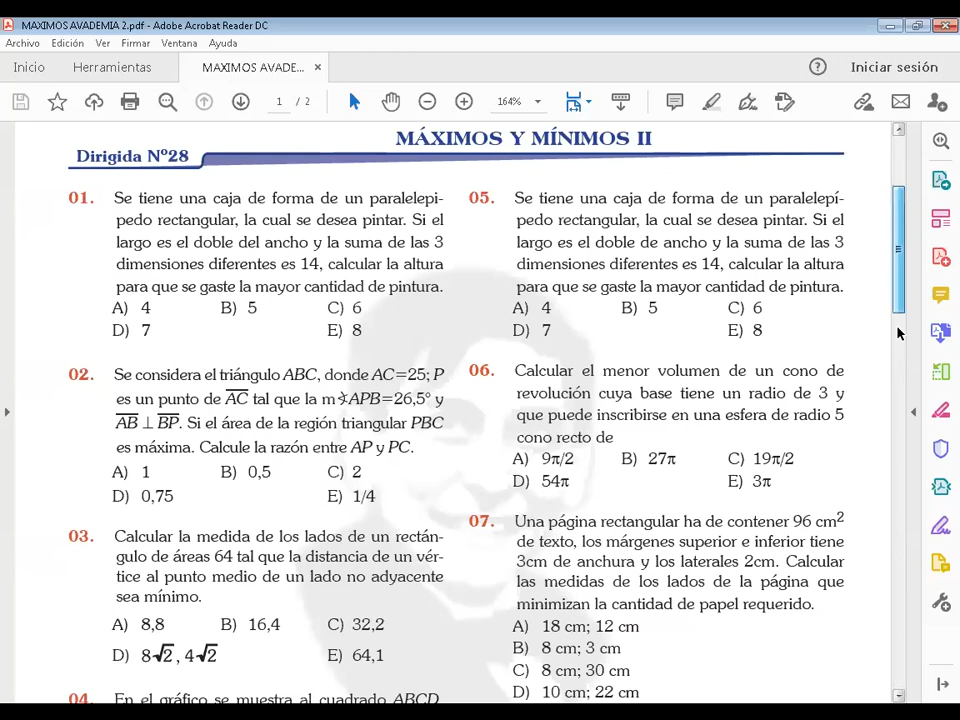 MAXIMOS AVADEMIA 2.pdf - Adobe Acrobat Reader DC
Archivo Edición Ver Firmar Ventana Ayuda
Inicio Herramientas MAXIMOS AVADE... × Iniciar sesión
1 / 2 164%
MÁXIMOS Y MÍNIMOS II
Dirigida Nº28
01. Se tiene una caja de forma de un paralelepi-
pedo rectangular, la cual se desea pintar. Si el
largo es el doble del ancho y la suma de las 3
dimensiones diferentes es 14, calcular la altura
para que se gaste la mayor cantidad de pintura.
A) 4 B) 5 C) 6
D) 7 E) 8
02. Se considera el triángulo ABC, donde AC=25; P
es un punto de A̅C̅ tal que la m∢APB=26,5° y
A̅B̅ ⊥ B̅P̅. Si el área de la región triangular PBC
es máxima. Calcule la razón entre AP y PC.
A) 1 B) 0,5 C) 2
D) 0,75 E) 1/4
03. Calcular la medida de los lados de un rectán-
gulo de áreas 64 tal que la distancia de un vér-
tice al punto medio de un lado no adyacente
sea mínimo.
A) 8,8 B) 16,4 C) 32,2
D) 8√2 , 4√2 E) 64,1
04. En el gráfico se muestra al cuadrado ABCD,
05. Se tiene una caja de forma de un paralelepí-
pedo rectangular, la cual se desea pintar. Si el
largo es el doble de ancho y la suma de las 3
dimensiones diferentes es 14, calcular la altura
para que se gaste la mayor cantidad de pintura.
A) 4 B) 5 C) 6
D) 7 E) 8
06. Calcular el menor volumen de un cono de
revolución cuya base tiene un radio de 3 y
que puede inscribirse en una esfera de radio 5
cono recto de
A) 9π/2 B) 27π C) 19π/2
D) 54π E) 3π
07. Una página rectangular ha de contener 96 cm²
de texto, los márgenes superior e inferior tiene
3cm de anchura y los laterales 2cm. Calcular
las medidas de los lados de la página que
minimizan la cantidad de papel requerido.
A) 18 cm; 12 cm
B) 8 cm; 3 cm
C) 8 cm; 30 cm
D) 10 cm; 22 cm